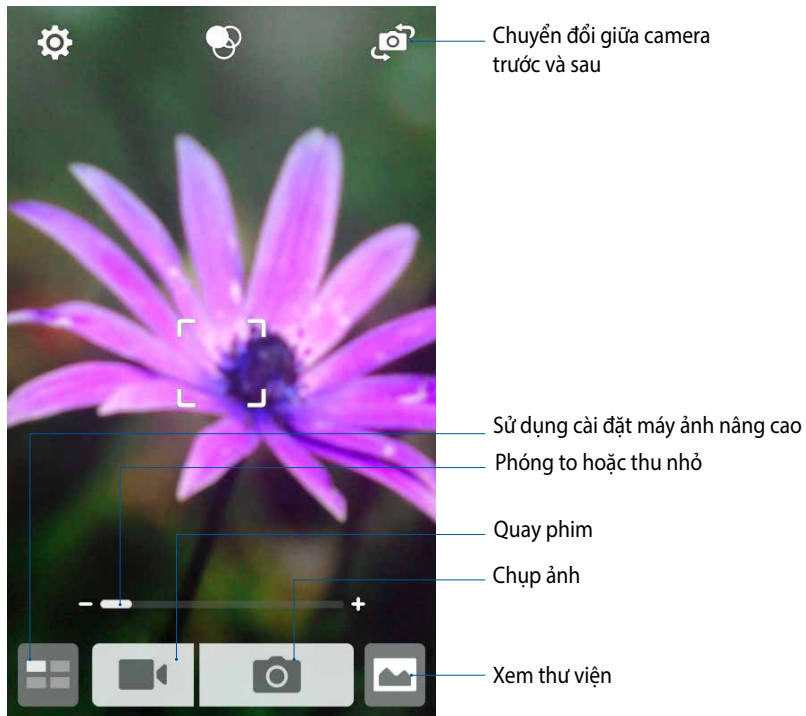 Chuyển đổi giữa camera
trước và sau
Sử dụng cài đặt máy ảnh nâng cao
Phóng to hoặc thu nhỏ
Quay phim
Chụp ảnh
Xem thư viện